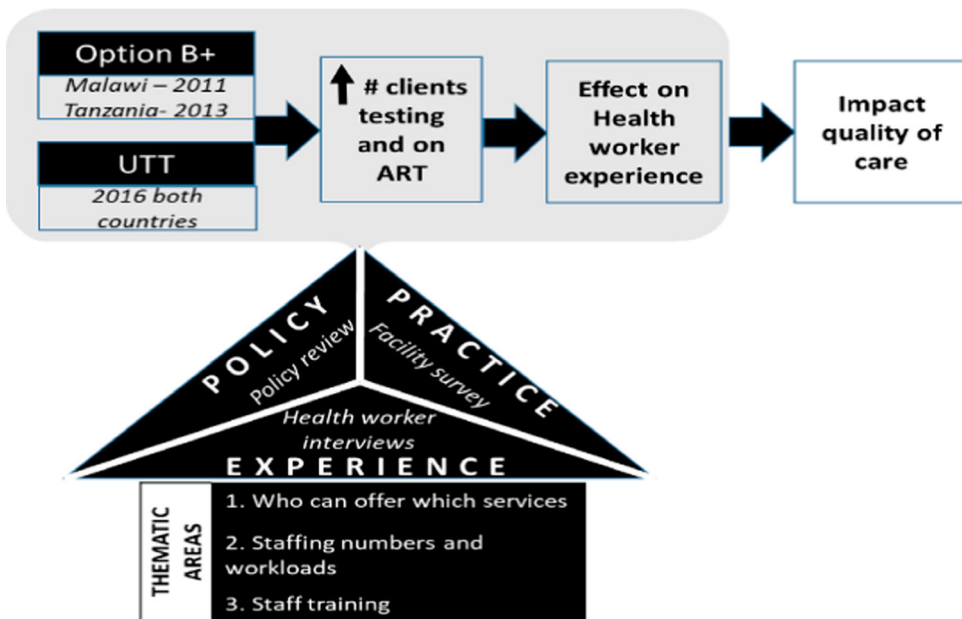 Option B+
Malawi – 2011
Tanzania- 2013
UTT
2016 both
countries
# clients
testing
and on
ART
Effect on
Health
worker
experience
Impact
quality of
care
POLICY
Policy review
PRACTICE
Facility survey
Health worker
interviews
EXPERIENCE
THEMATIC
AREAS
1. Who can offer which services
2. Staffing numbers and
workloads
3. Staff training